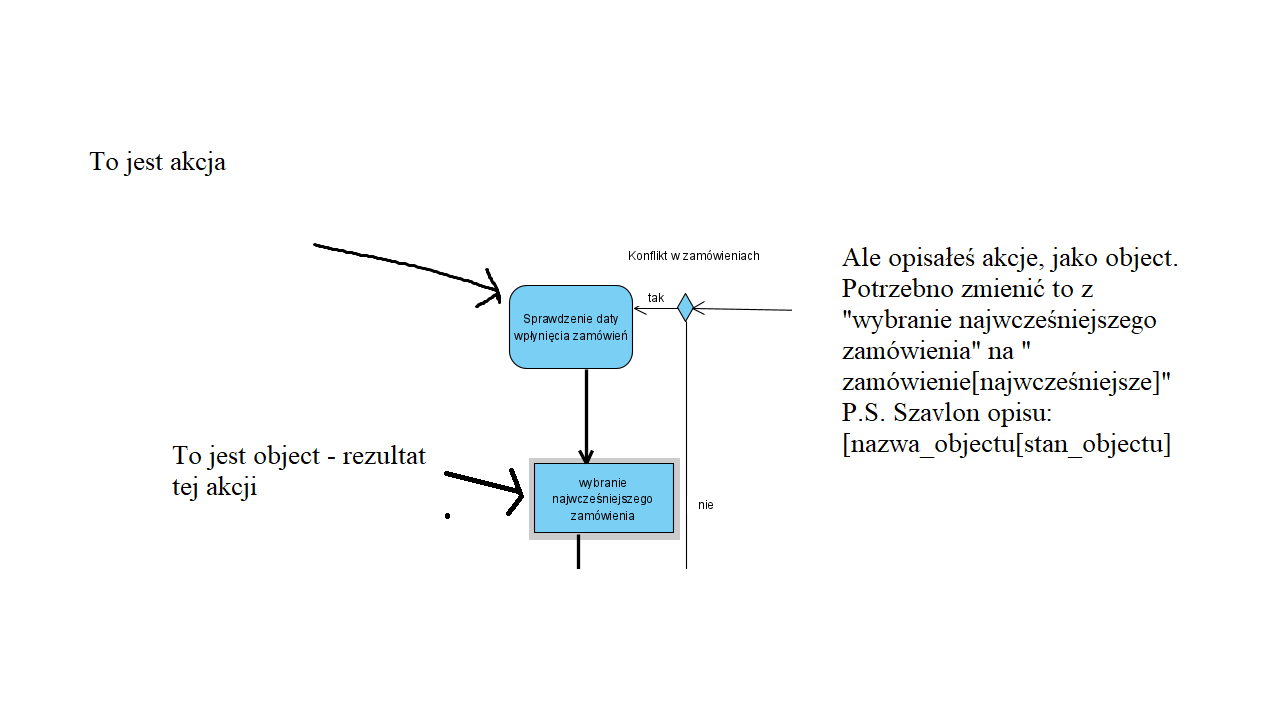 To jest akcja
Konflikt w zamówieniach
tak
Sprawdzenie daty
wpłynięcia zamówień
Ale opisałeś akcje, jako object.
Potrzebno zmienić to z
"wybranie najwcześniejszego
zamówienia" na "
zamówienie[najwcześniejsze]"
P.S. Szavlon opisu:
[nazwa_objectu[stan_objectu]
To jest object - rezultat
tej akcji
wybranie
najwcześniejszego
zamówienia
nie